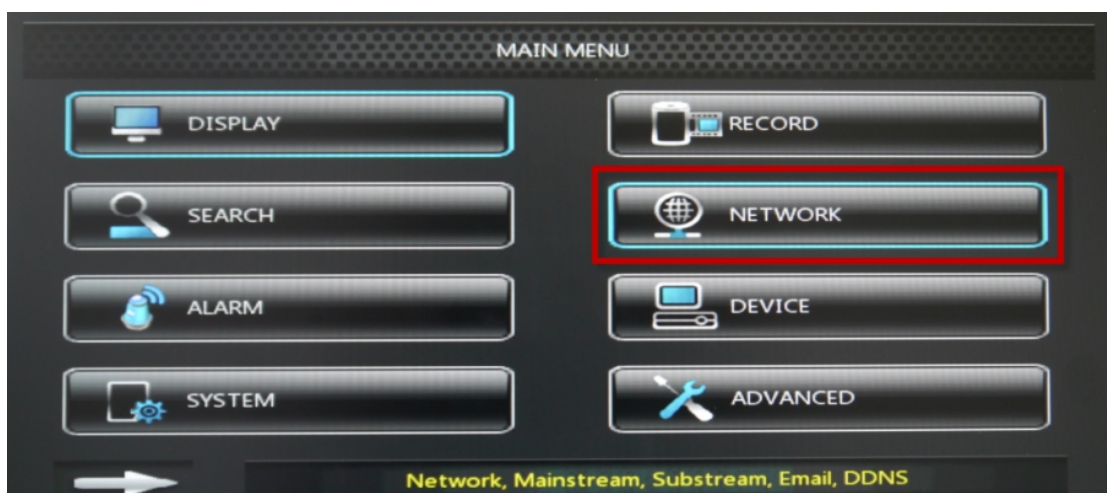 MAIN MENU
DISPLAY
RECORD
SEARCH
NETWORK
ALARM
DEVICE
SYSTEM
ADVANCED
Network, Mainstream, Substream, Email, DDNS